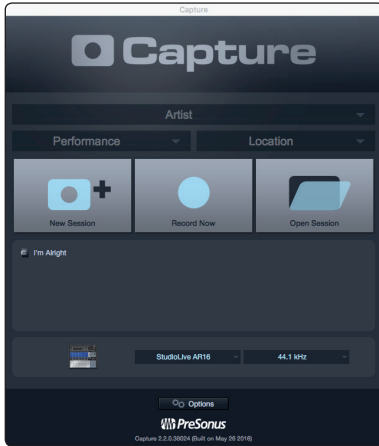 Capture
Capture
Artist
Performance
Location
New Session
Record Now
Open Session
I'm Alright
StudioLive AR16
44.1 kHz
Options
PreSonus
Capture 2.2.0.38024 (Built on May 26 2016)